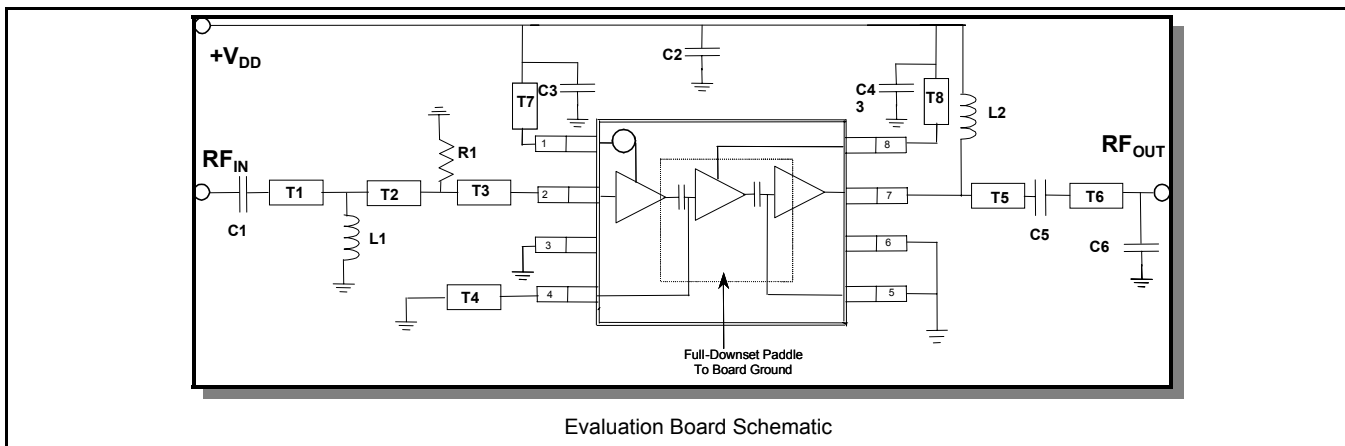 +VDD
C2
C3
C4
3
T7
T8
L2
R1
1
8
RFIN
RFOUT
T1
T2
T3
2
7
T5
T6
C1
L1
C5
C6
3
6
T4
4
5
Full-Downset Paddle
To Board Ground
Evaluation Board Schematic